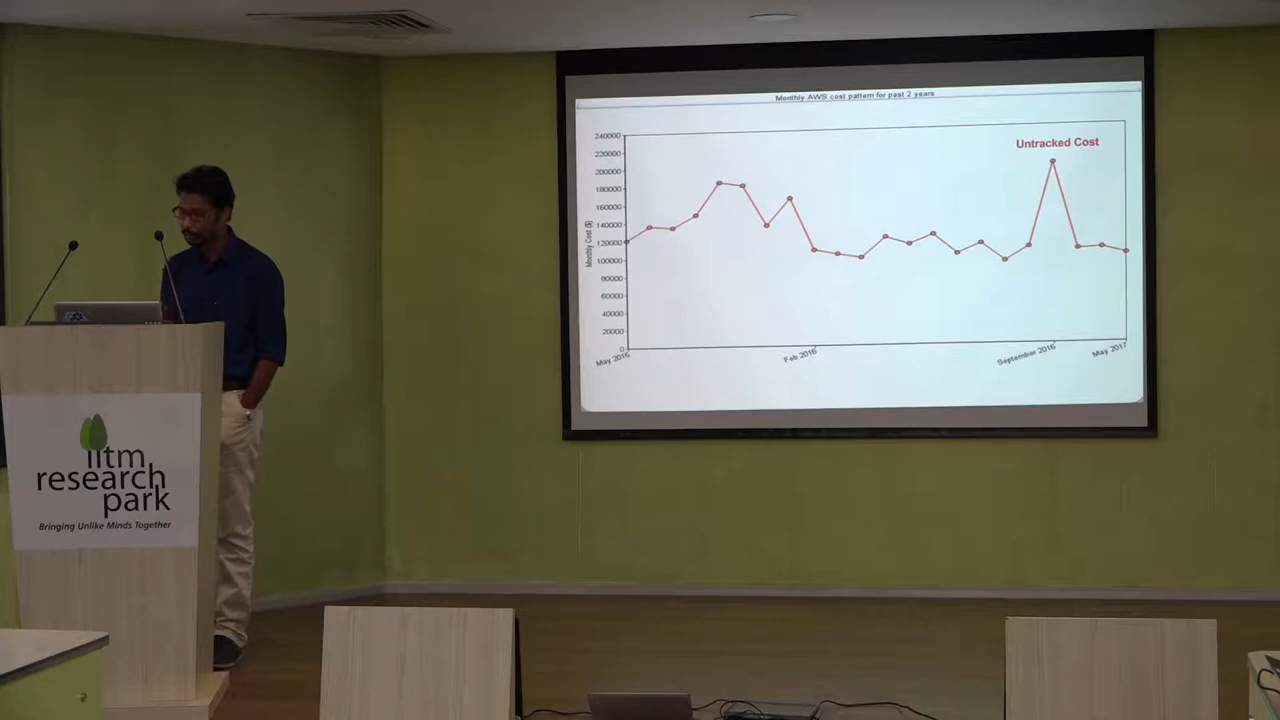 Monthly AWS cost pattern for past 2 years
Untracked Cost
Monthly Cost ($)
240000
220000
200000
180000
160000
140000
120000
100000
80000
60000
40000
20000
0
May 2015
Feb 2016
September 2016
May 2017
iitm
research
park
Bringing Unlike Minds Together